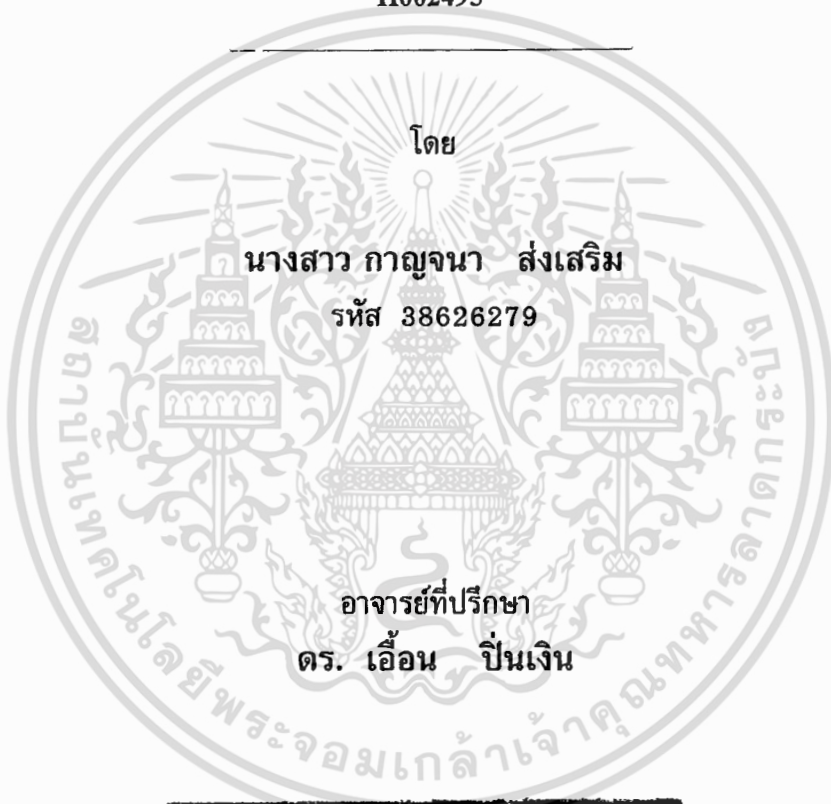 โดย
นางสาว กาญจนา ส่งเสริม
รหัส 38626279
อาจารย์ที่ปรึกษา
ดร. เอื้อน ปิ่นเงิน
สถาบันเทคโนโลยีพระจอมเกล้าเจ้าคุณทหารลาดกระบัง